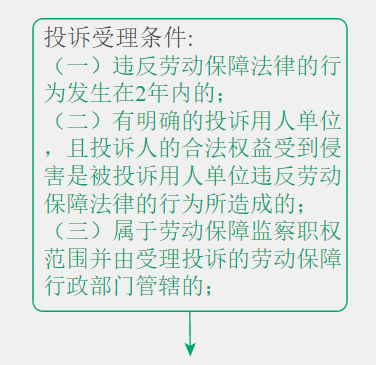 投诉受理条件:
（一）违反劳动保障法律的行
为发生在2年内的；
（二）有明确的投诉用人单位
，且投诉人的合法权益受到侵
害是被投诉用人单位违反劳动
保障法律的行为所造成的；
（三）属于劳动保障监察职权
范围并由受理投诉的劳动保障
行政部门管辖的；